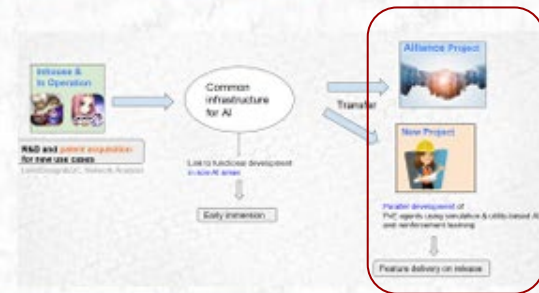 Inhouse &
In Operation
R&D and patent acquisition
for new use cases
Common
infrastructure
for AI
Link to functional development
in non-AI areas
Early immersion
Transfer
Alliance Project
New Project
Parallel development of
PvE agents using simulation & utility-based AI
and reinforcement learning
Feature delivery on release